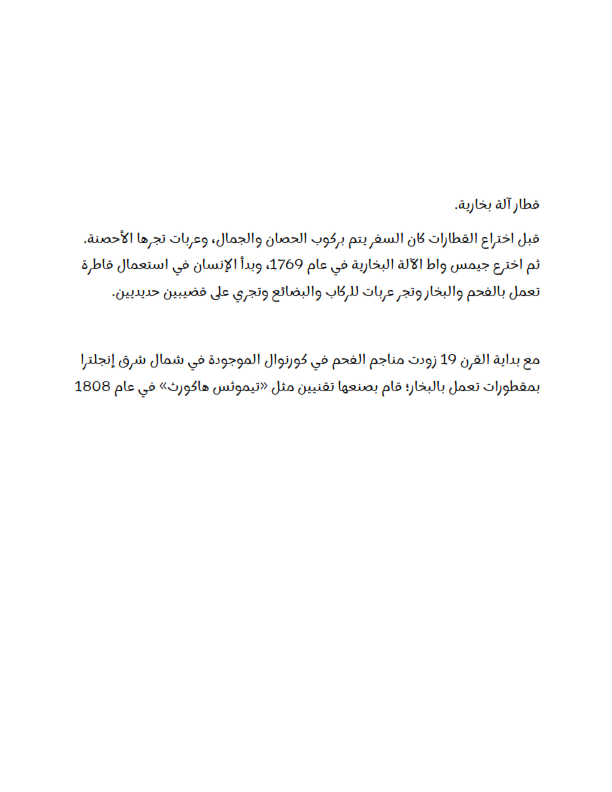 قطار آلة بخارية.
قبل اختراع القطارات كان السفر يتم بركوب الحصان والجمال، وعربات تجرها الأحصنة.
ثم اخترع جيمس واط الآلة البخارية في عام 1769، وبدأ الإنسان في استعمال قاطرة
تعمل بالفحم والبخار وتجر عربات للركاب والبضائع وتجري على قضيبين حديديين.
مع بداية القرن 19 زودت مناجم الفحم في كورنوال الموجودة في شمال شرق إنجلترا
بمقطورات تعمل بالبخار؛ قام بصنعها تقنيين مثل «تيموثس هاكورث» في عام 1808